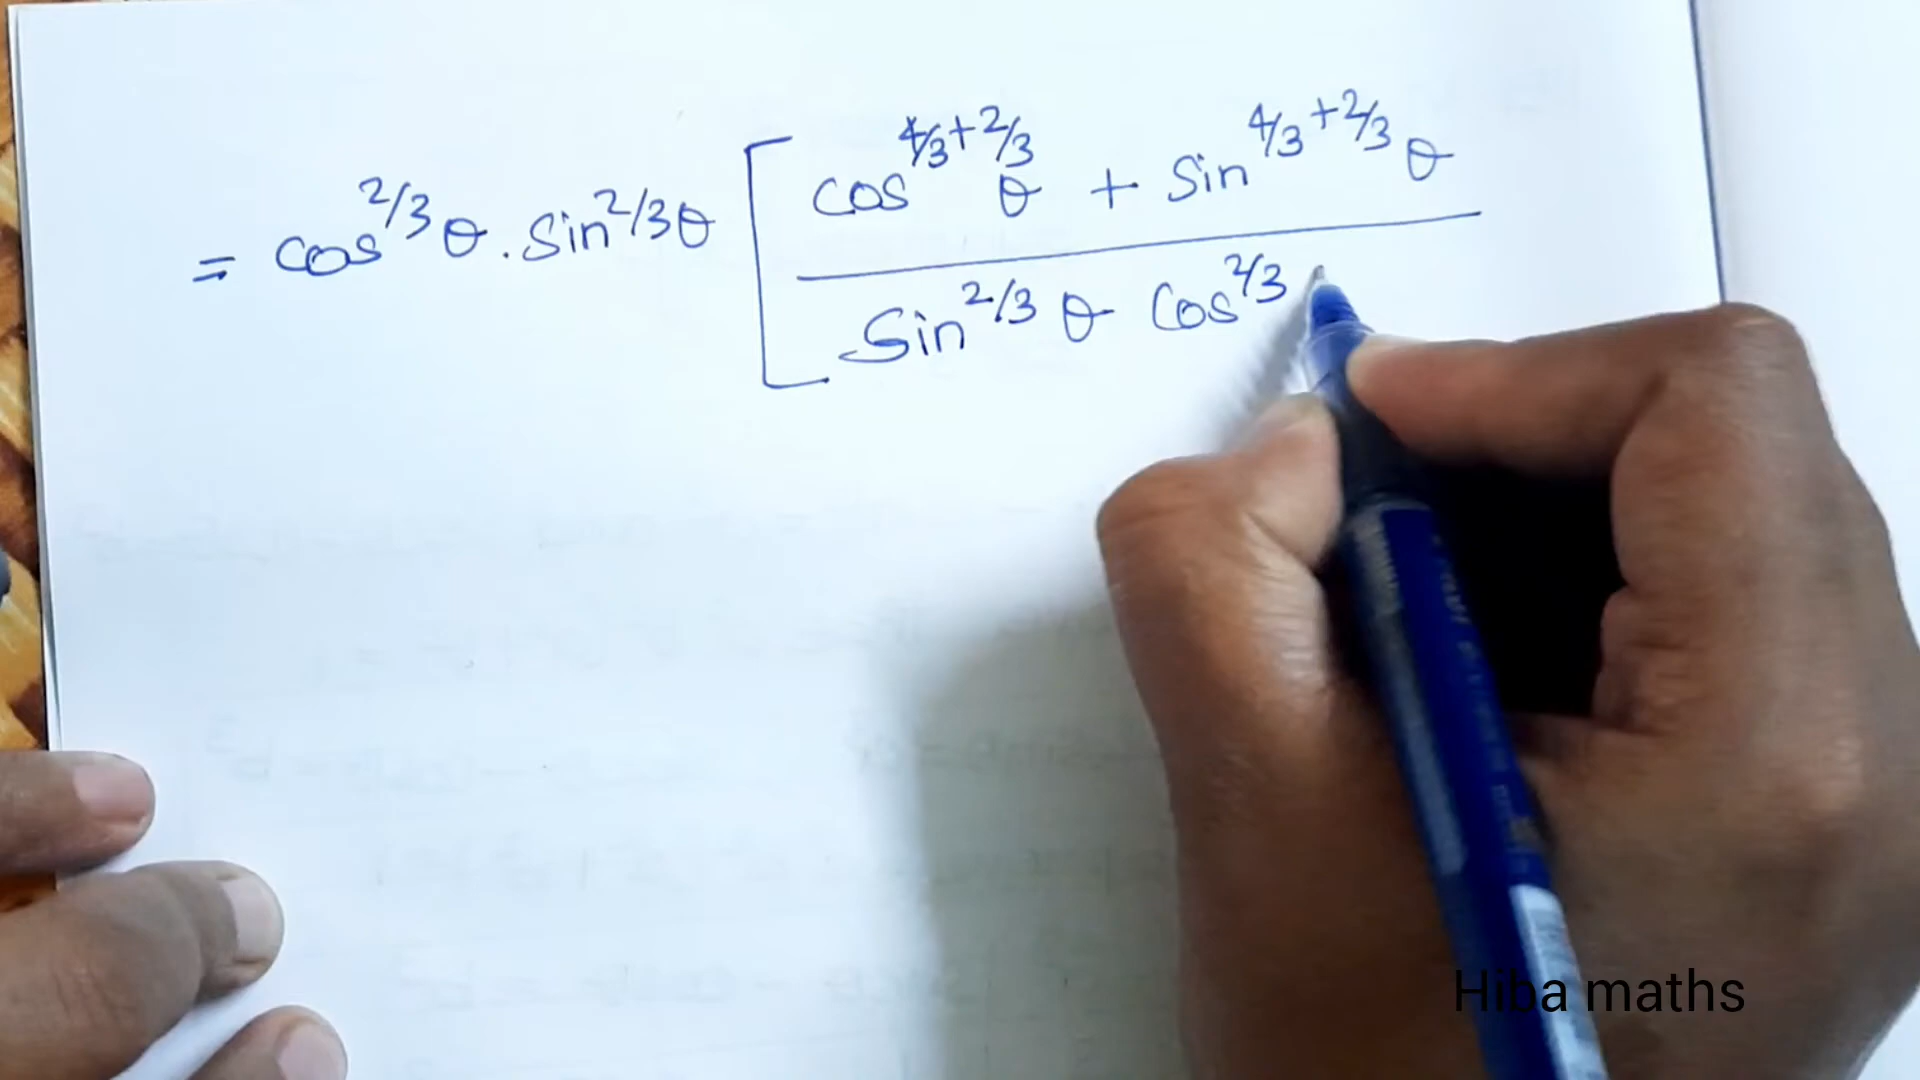 = cos^2/3 θ . sin^2/3 θ [ cos^4/3+2/3 θ + sin^4/3+2/3 θ
sin^2/3 θ cos^2/3
Hiba maths